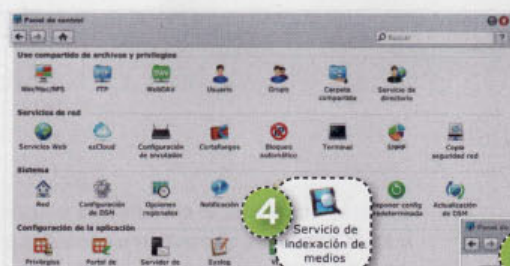 Panel de control
Buscar
Uso compartido de archivos y privilegios
Win/Mac/NFS FTP WebDAV Usuario Grupo Carpeta compartida Servicio de directorio
Servicios de red
Servicios Web ezCloud Configuración de enrutador Cortafuegos Bloqueo automático Terminal SNMP Copia seguridad red
Sistema
Red Configuración de DSM Opciones regionales Notificación config Actualización de DSM
4
Servicio de indexación de medios
Configuración de la aplicación
Privilegios Portal de Servidor de Syslog